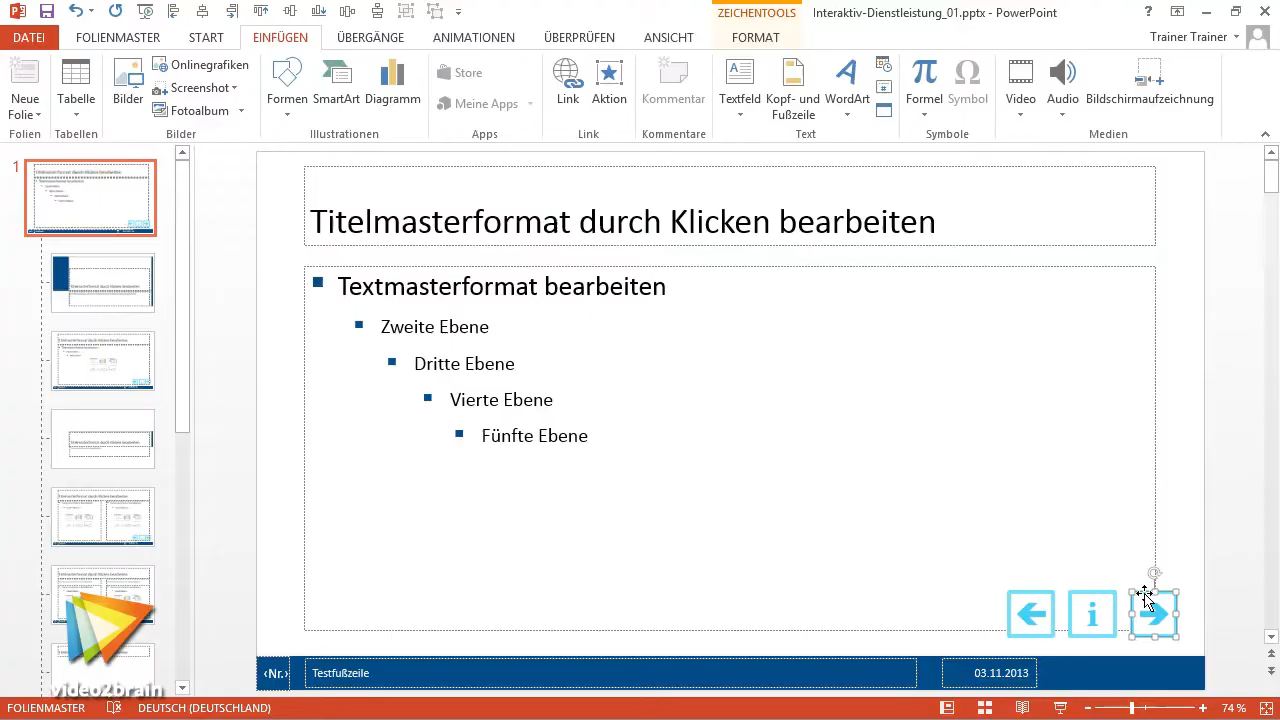 ZEICHENTOOLS
Interaktiv-Dienstleistung_01.pptx - PowerPoint
?
DATEI
FOLIENMASTER
START
EINFÜGEN
ÜBERGÄNGE
ANIMATIONEN
ÜBERPRÜFEN
ANSICHT
FORMAT
Trainer Trainer
Neue
Folie
Folien
Tabelle
Tabellen
Bilder
Onlinegrafiken
Screenshot
Fotoalbum
Bilder
Formen
SmartArt
Diagramm
Illustrationen
Store
Meine Apps
Apps
Link
Aktion
Link
Kommentar
Kommentare
Textfeld
Kopf- und
Fußzeile
WordArt
Text
Formel
Symbol
Symbole
Video
Audio
Bildschirmaufzeichnung
Medien
1
Titelmasterformat durch Klicken bearbeiten
Textmasterformat bearbeiten
Zweite Ebene
Dritte Ebene
Vierte Ebene
Fünfte Ebene
i
‹Nr.›
Testfußzeile
03.11.2013
video2brain
FOLIENMASTER
DEUTSCH (DEUTSCHLAND)
74 %